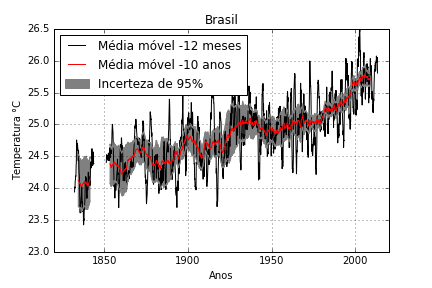 Brasil
26.5
26.0
25.5
25.0
24.5
24.0
23.5
23.0
Temperatura °C
Média móvel -12 meses
Média móvel -10 anos
Incerteza de 95%
1850
1900
1950
2000
Anos